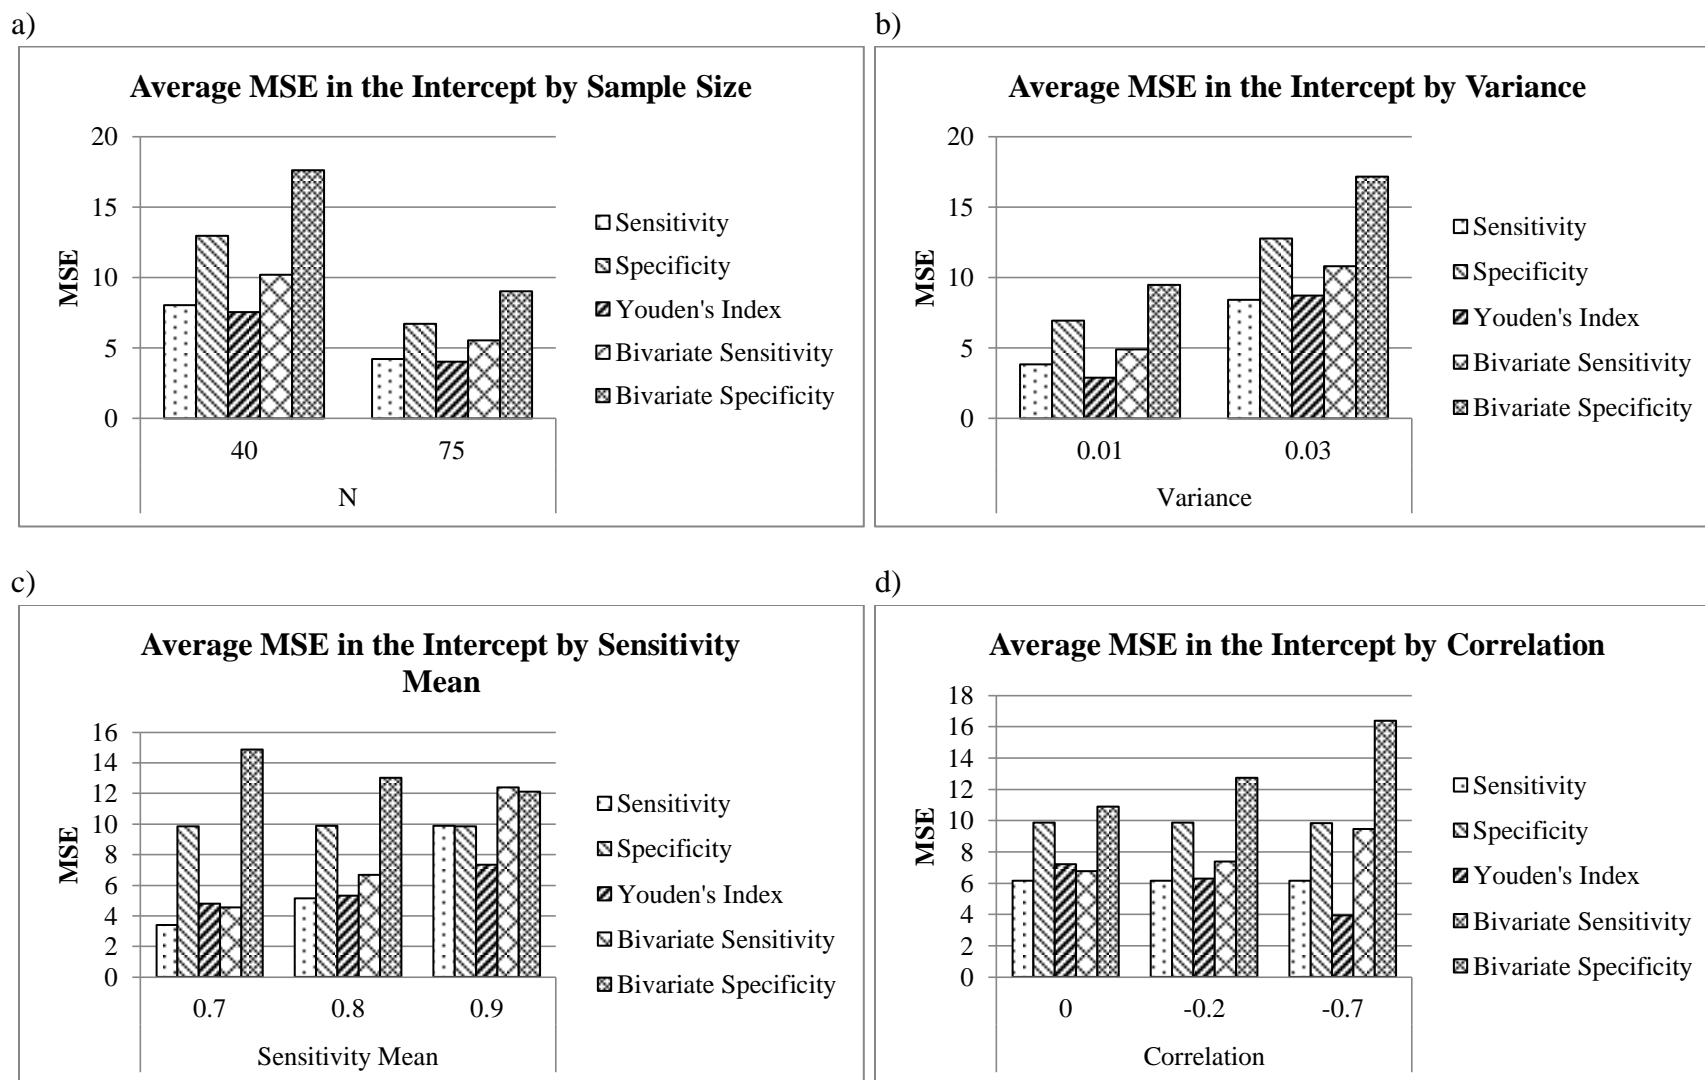 a)
Average MSE in the Intercept by Sample Size
20
15
10
5
0
MSE
40
75
N
Sensitivity
Specificity
Youden's Index
Bivariate Sensitivity
Bivariate Specificity
b)
Average MSE in the Intercept by Variance
20
15
10
5
0
MSE
0.01
0.03
Variance
Sensitivity
Specificity
Youden's Index
Bivariate Sensitivity
Bivariate Specificity
c)
Average MSE in the Intercept by Sensitivity
Mean
16
14
12
10
8
6
4
2
0
MSE
0.7
0.8
0.9
Sensitivity Mean
Sensitivity
Specificity
Youden's Index
Bivariate Sensitivity
Bivariate Specificity
d)
Average MSE in the Intercept by Correlation
18
16
14
12
10
8
6
4
2
0
MSE
0
-0.2
-0.7
Correlation
Sensitivity
Specificity
Youden's Index
Bivariate Sensitivity
Bivariate Specificity